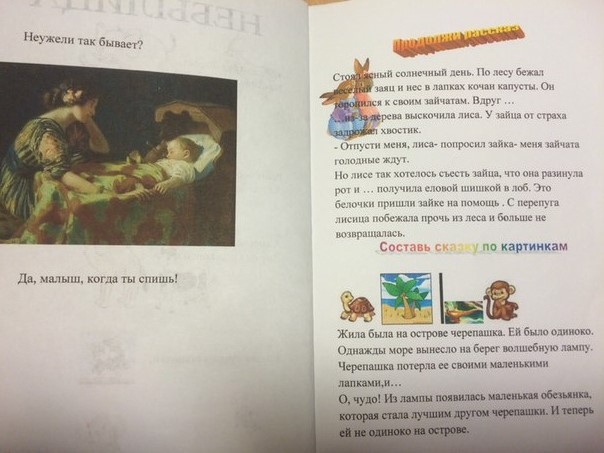 Неужели так бывает?
Да, малыш, когда ты спишь!
Продолжи рассказ
Стоял ясный солнечный день. По лесу бежал
веселый заяц и нес в лапках кочан капусты. Он
торопился к своим зайчатам. Вдруг …
…из-за дерева выскочила лиса. У зайца от страха
задрожал хвостик.
- Отпусти меня, лиса- попросил зайка- меня зайчата
голодные ждут.
Но лисе так хотелось съесть зайца, что она разинула
рот и … получила еловой шишкой в лоб. Это
белочки пришли зайке на помощь . С перепуга
лисица побежала прочь из леса и больше не
возвращалась.
Составь сказку по картинкам
Жила была на острове черепашка. Ей было одиноко.
Однажды море вынесло на берег волшебную лампу.
Черепашка потерла ее своими маленькими
лапками,и…
О, чудо! Из лампы появилась маленькая обезьянка,
которая стала лучшим другом черепашки. И теперь
ей не одиноко на острове.